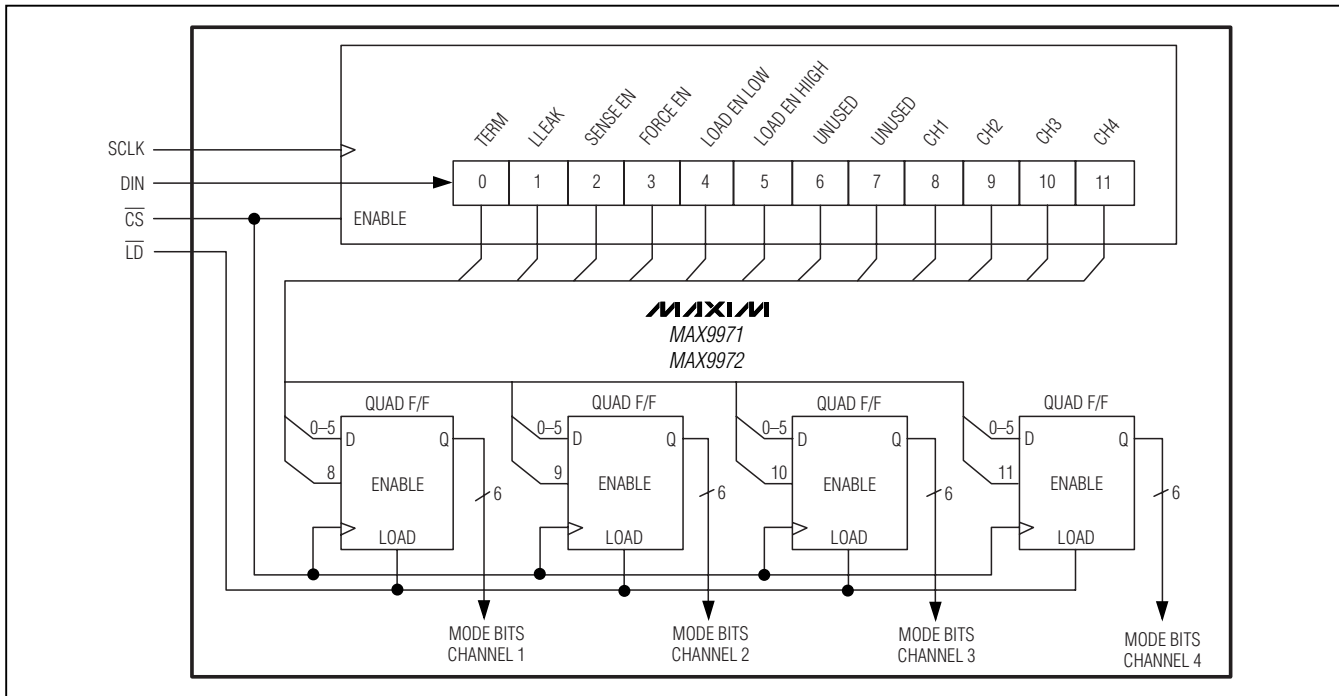 TERM
LLEAK
SENSE EN
FORCE EN
LOAD EN LOW
LOAD EN HIIGH
UNUSED
UNUSED
CH1
CH2
CH3
CH4
SCLK
DIN
0 1 2 3 4 5 6 7 8 9 10 11
CS
ENABLE
LD
MAXIM
MAX9971
MAX9972
QUAD F/F QUAD F/F QUAD F/F QUAD F/F
0–5 D Q 0–5 D Q 0–5 D Q 0–5 D Q
8 ENABLE 6 9 ENABLE 6 10 ENABLE 6 11 ENABLE 6
LOAD LOAD LOAD LOAD
MODE BITS
CHANNEL 1
MODE BITS
CHANNEL 2
MODE BITS
CHANNEL 3
MODE BITS
CHANNEL 4